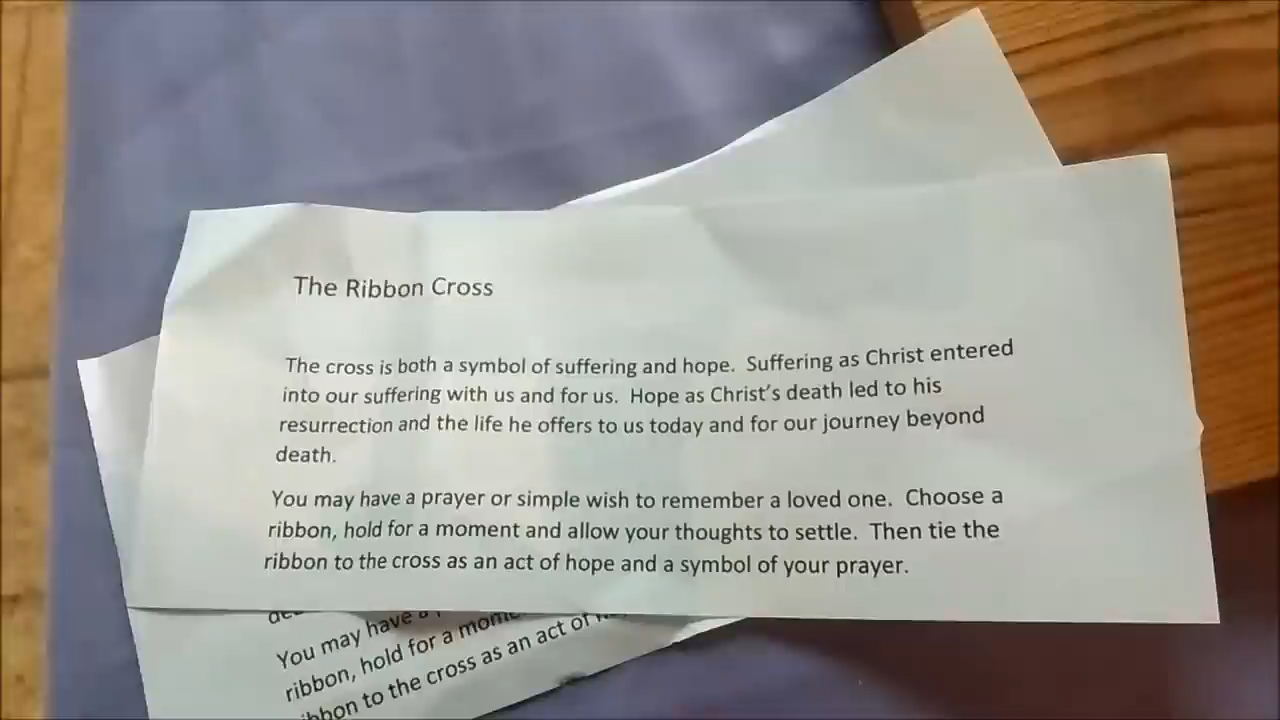 The Ribbon Cross
The cross is both a symbol of suffering and hope. Suffering as Christ entered
into our suffering with us and for us. Hope as Christ's death led to his
resurrection and the life he offers to us today and for our journey beyond
death.
You may have a prayer or simple wish to remember a loved one. Choose a
ribbon, hold for a moment and allow your thoughts to settle. Then tie the
ribbon to the cross as an act of hope and a symbol of your prayer.
You may have a
ribbon, hold for a
to the cross as an act of